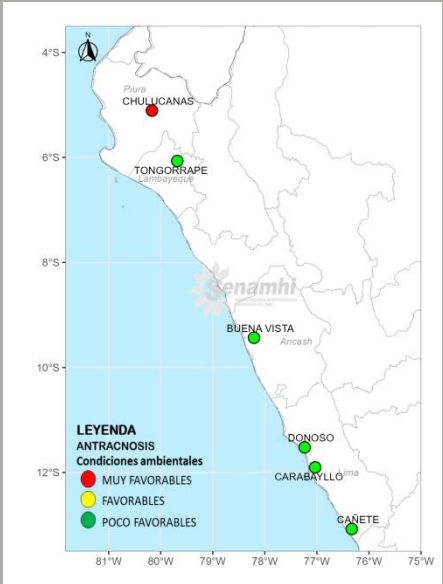 N
4°S
Piura
CHULUCANAS
6°S
TONGORRAPE
Lambayeque
8°S
Senamhi
BUENA VISTA
Ancash
10°S
LEYENDA
ANTRACNOSIS
Condiciones ambientales
MUY FAVORABLES
FAVORABLES
POCO FAVORABLES
DONOSO
12°S
Lima
CARABAYLLO
CAÑETE
81°W
80°W
79°W
78°W
77°W
76°W
75°W